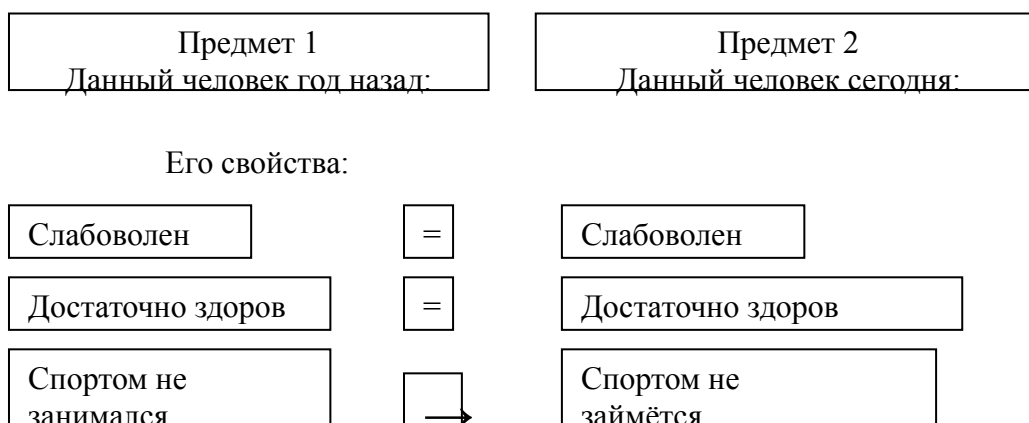 Предмет 1
Данный человек год назад:
Предмет 2
Данный человек сегодня:
Его свойства:
Слабоволен = Слабоволен
Достаточно здоров = Достаточно здоров
Спортом не
занимался
→
Спортом не
займётся